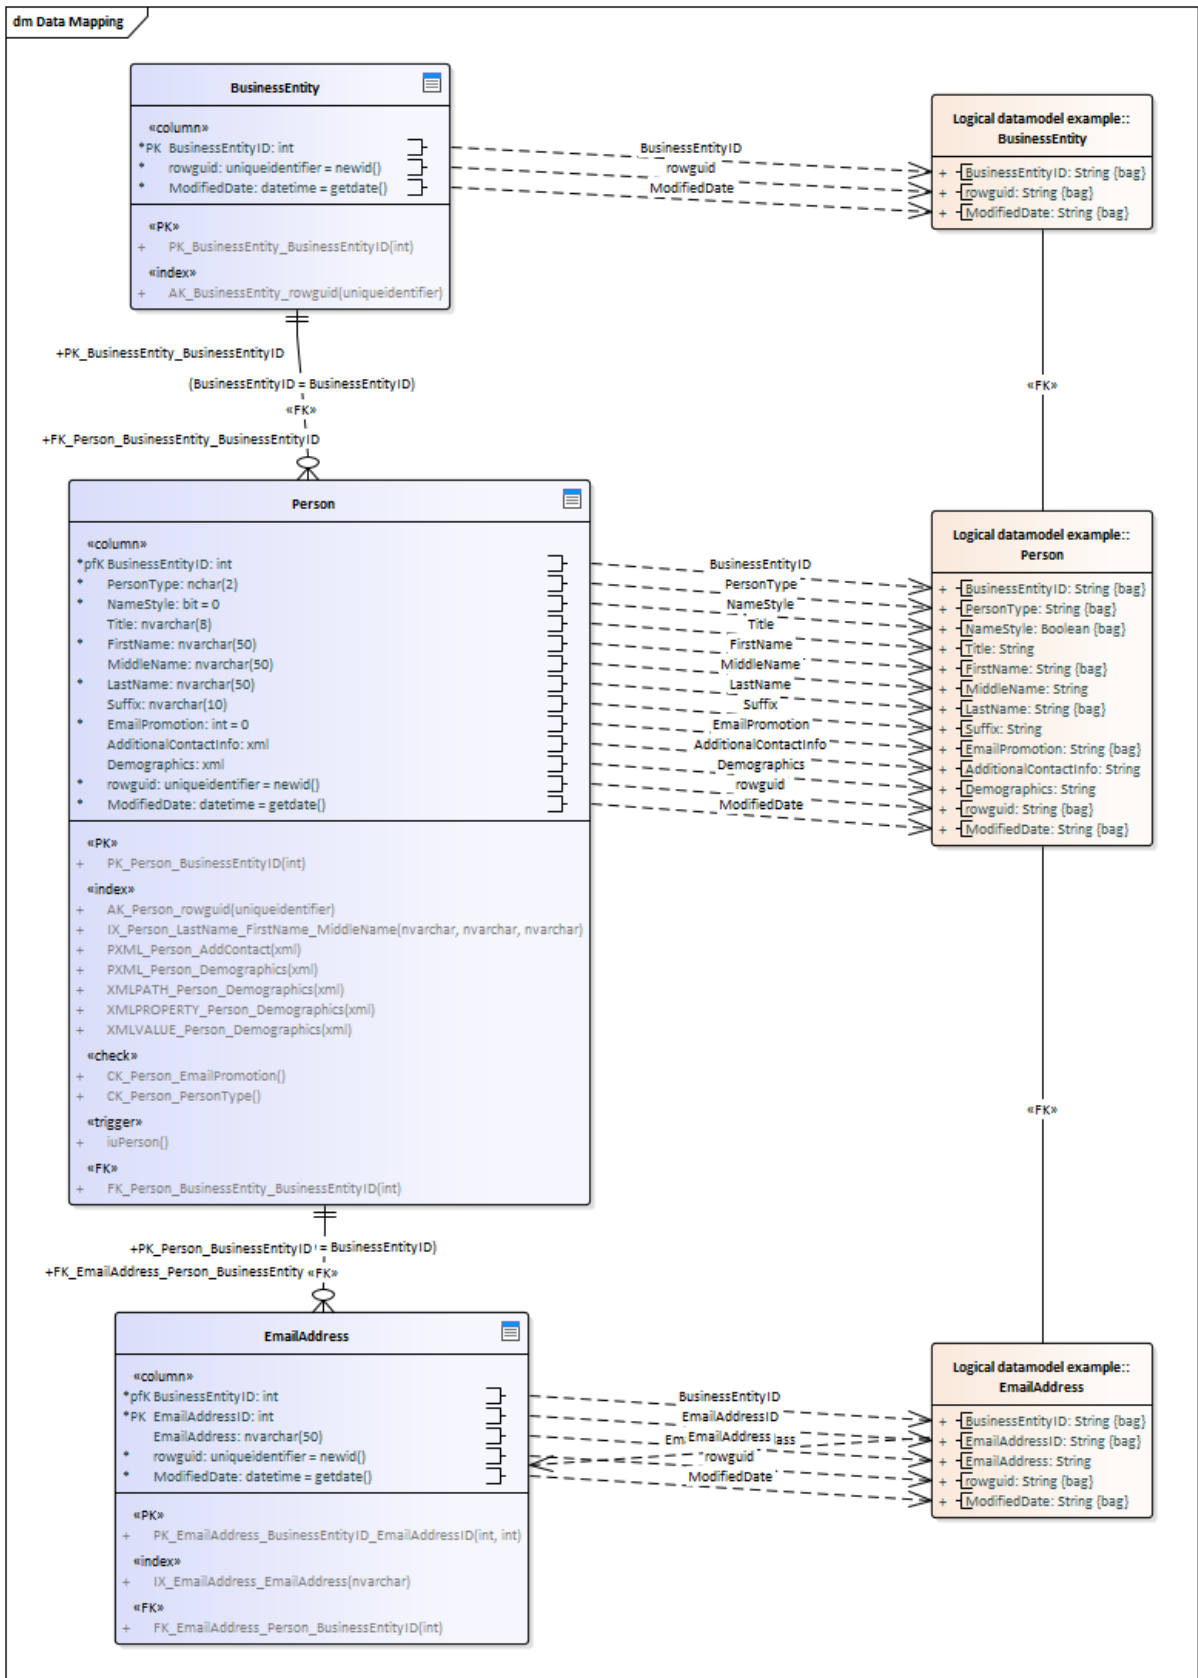 dm Data Mapping
BusinessEntity
«column»
*PK BusinessEntityID: int
* rowguid: uniqueidentifier = newid()
* ModifiedDate: datetime = getdate()
«PK»
+ PK_BusinessEntity_BusinessEntityID(int)
«index»
+ AK_BusinessEntity_rowguid(uniqueidentifier)
BusinessEntityID
rowguid
ModifiedDate
Logical datamodel example::
BusinessEntity
+ BusinessEntityID: String {bag}
+ rowguid: String {bag}
+ ModifiedDate: String {bag}
+PK_BusinessEntity_BusinessEntityID
(BusinessEntityID = BusinessEntityID)
«FK»
+FK_Person_BusinessEntity_BusinessEntityID
«FK»
Person
«column»
*pfK BusinessEntityID: int
* PersonType: nchar(2)
* NameStyle: bit = 0
Title: nvarchar(8)
* FirstName: nvarchar(50)
MiddleName: nvarchar(50)
* LastName: nvarchar(50)
Suffix: nvarchar(10)
* EmailPromotion: int = 0
AdditionalContactInfo: xml
Demographics: xml
* rowguid: uniqueidentifier = newid()
* ModifiedDate: datetime = getdate()
«PK»
+ PK_Person_BusinessEntityID(int)
«index»
+ AK_Person_rowguid(uniqueidentifier)
+ IX_Person_LastName_FirstName_MiddleName(nvarchar, nvarchar, nvarchar)
+ PXML_Person_AddContact(xml)
+ PXML_Person_Demographics(xml)
+ XMLPATH_Person_Demographics(xml)
+ XMLPROPERTY_Person_Demographics(xml)
+ XMLVALUE_Person_Demographics(xml)
«check»
+ CK_Person_EmailPromotion()
+ CK_Person_PersonType()
«trigger»
+ iuPerson()
«FK»
+ FK_Person_BusinessEntity_BusinessEntityID(int)
BusinessEntityID
PersonType
NameStyle
Title
FirstName
MiddleName
LastName
Suffix
EmailPromotion
AdditionalContactInfo
Demographics
rowguid
ModifiedDate
Logical datamodel example::
Person
+ BusinessEntityID: String {bag}
+ PersonType: String {bag}
+ NameStyle: Boolean {bag}
+ Title: String
+ FirstName: String {bag}
+ MiddleName: String
+ LastName: String {bag}
+ Suffix: String
+ EmailPromotion: String {bag}
+ AdditionalContactInfo: String
+ Demographics: String
+ rowguid: String {bag}
+ ModifiedDate: String {bag}
«FK»
+PK_Person_BusinessEntityID = BusinessEntityID)
+FK_EmailAddress_Person_BusinessEntity «FK»
EmailAddress
«column»
*pfK BusinessEntityID: int
*PK EmailAddressID: int
EmailAddress: nvarchar(50)
* rowguid: uniqueidentifier = newid()
* ModifiedDate: datetime = getdate()
«PK»
+ PK_EmailAddress_BusinessEntityID_EmailAddressID(int, int)
«index»
+ IX_EmailAddress_EmailAddress(nvarchar)
«FK»
+ FK_EmailAddress_Person_BusinessEntityID(int)
BusinessEntityID
EmailAddressID
EmailAddress
rowguid
ModifiedDate
Logical datamodel example::
EmailAddress
+ BusinessEntityID: String {bag}
+ EmailAddressID: String {bag}
+ EmailAddress: String
+ rowguid: String {bag}
+ ModifiedDate: String {bag}